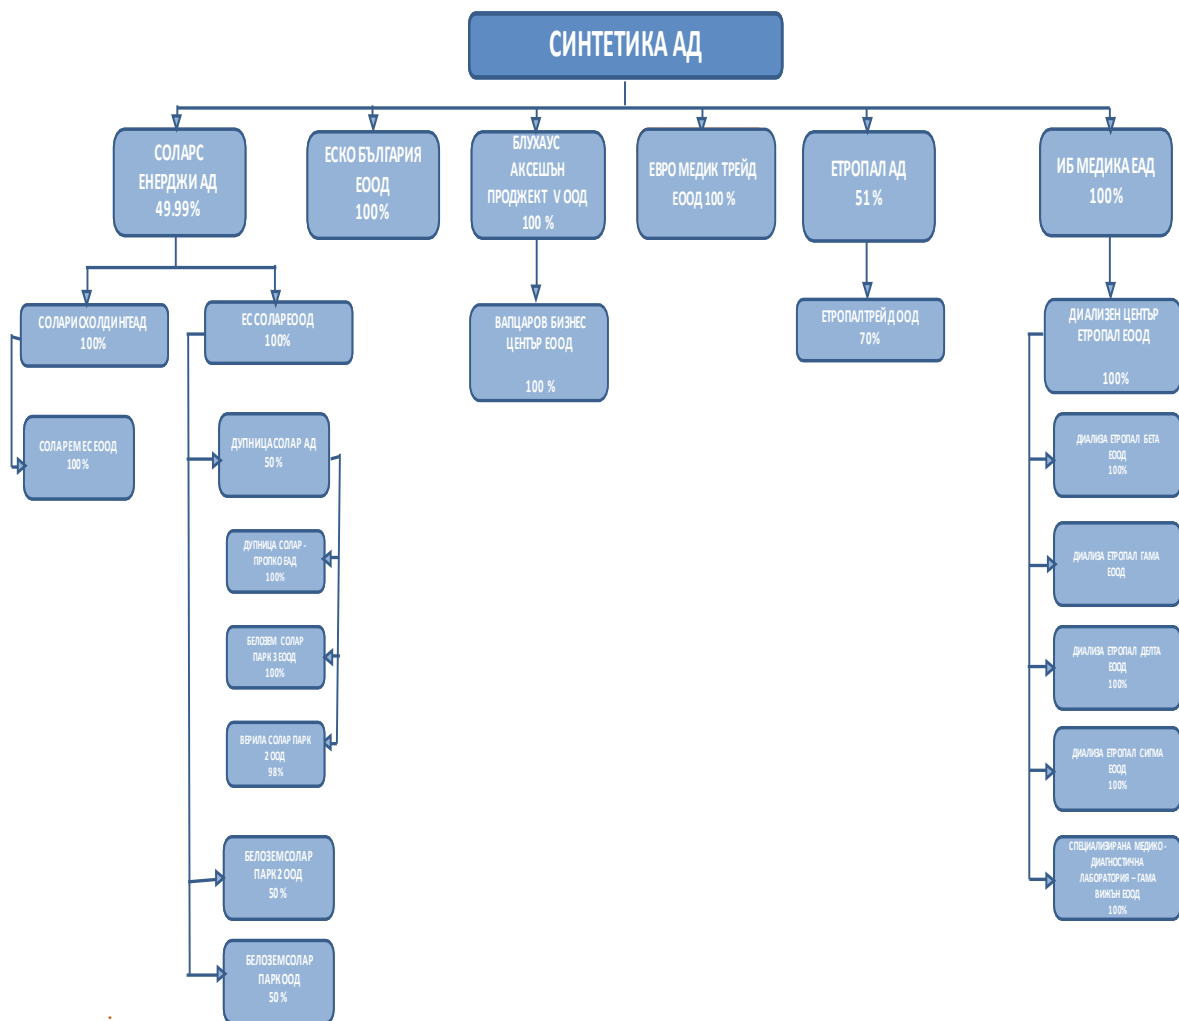 СИНТЕТИКА АД
СОЛАРС
ЕНЕРДЖИ АД
49.99%
ЕСКО БЪЛГАРИЯ
ЕООД
100%
БЛУХАУС
АКСЕШЪН
ПРОДЖЕКТ V ООД
100 %
ЕВРО МЕДИК ТРЕЙД
ЕООД 100 %
ЕТРОПАЛ АД
51 %
ИБ МЕДИКА ЕАД
100%
СОЛАРИС ХОЛДИНГ ЕАД
100%
ЕС СОЛАРЕ ООД
100%
ВАПЦАРОВ БИЗНЕС
ЦЕНТЪР ЕООД
100 %
ЕТРОПАЛ ТРЕЙД ООД
70%
ДИАЛИЗЕН ЦЕНТЪР
ЕТРОПАЛ ЕООД
100%
СОЛАРЕМЕС ЕООД
100 %
ДУПНИЦА СОЛАР АД
50 %
ДИАЛИЗА ЕТРОПАЛ БЕТА
ЕООД
100%
ДУПНИЦА СОЛАР -
ПРОПКО ЕАД
100%
ДИАЛИЗА ЕТРОПАЛ ГАМА
ЕООД
БЕЛОЗЕМ СОЛАР
ПАРК 3 ЕООД
100%
ДИАЛИЗА ЕТРОПАЛ ДЕЛТА
ЕООД
100%
ВЕРИЛА СОЛАР ПАРК
2 ООД
98%
ДИАЛИЗА ЕТРОПАЛ СИГМА
ЕООД
100%
БЕЛОЗЕМ СОЛАР
ПАРК 2 ООД
50 %
СПЕЦИАЛИЗИРАНА МЕДИКО -
ДИАГНОСТИЧНА
ЛАБОРАТОРИЯ – ГАМА
ВИЖЪН ЕООД
100%
БЕЛОЗЕМ СОЛАР
ПАРК ООД
50 %